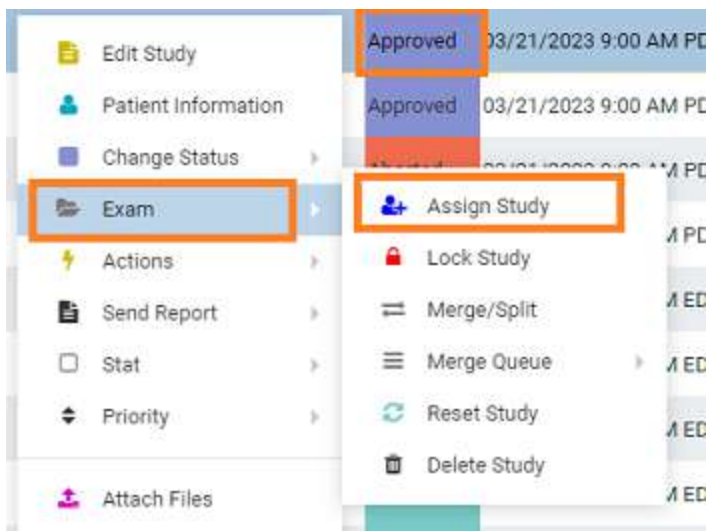 Edit Study
Patient Information
Change Status
Exam
Actions
Send Report
Stat
Priority
Attach Files
Approved 03/21/2023 9:00 AM
Approved 03/21/2023 9:00 AM
Assign Study
Lock Study
Merge/Split
Merge Queue
Reset Study
Delete Study